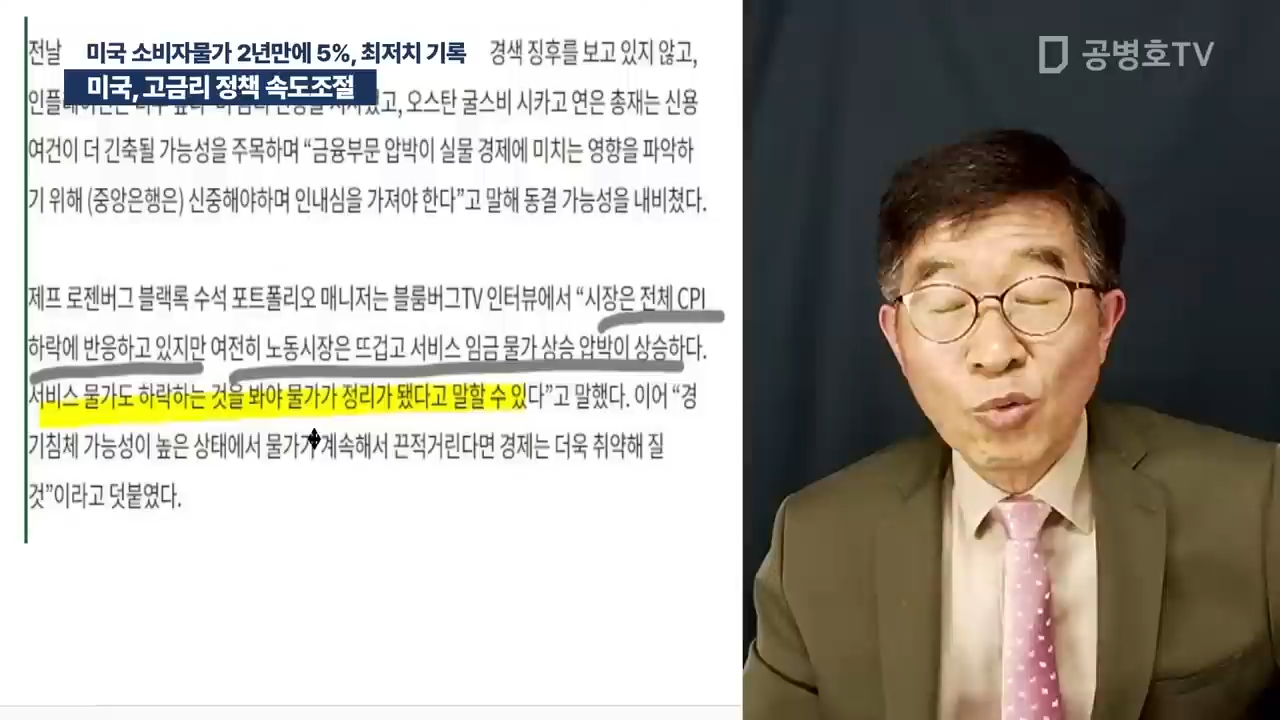 미국 소비자물가 2년만에 5%, 최저치 기록
미국, 고금리 정책 속도조절
공병호TV
전날 경색 징후를 보고 있지 않고,
고, 오스탄 굴스비 시카고 연은 총재는 신용
여건이 더 긴축될 가능성을 주목하며 “금융부문 압박이 실물 경제에 미치는 영향을 파악하
기 위해 (중앙은행은) 신중해야하며 인내심을 가져야 한다”고 말해 동결 가능성을 내비쳤다.
제프 로젠버그 블랙록 수석 포트폴리오 매니저는 블룸버그TV 인터뷰에서 “시장은 전체 CPI
하락에 반응하고 있지만 여전히 노동시장은 뜨겁고 서비스 임금 물가 상승 압박이 상승하다.
서비스 물가도 하락하는 것을 봐야 물가가 정리가 됐다고 말할 수 있다”고 말했다. 이어 “경
기침체 가능성이 높은 상태에서 물가가 계속해서 끈적거린다면 경제는 더욱 취약해 질
것”이라고 덧붙였다.